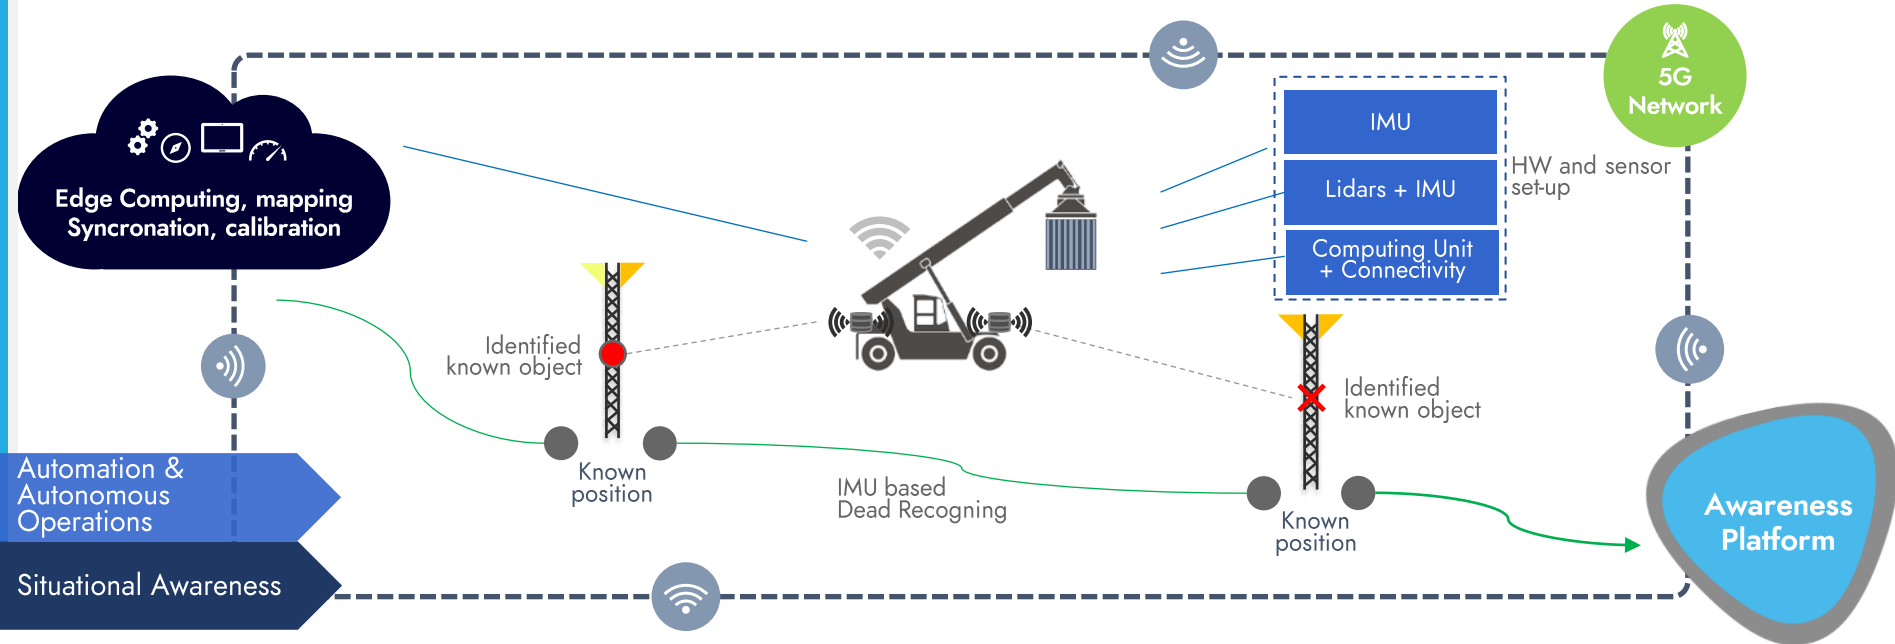 5G
Network
Edge Computing, mapping
Syncronation, calibration
IMU
Lidars + IMU
Computing Unit
+ Connectivity
HW and sensor
set-up
Identified
known object
Identified
known object
Known
position
IMU based
Dead Recogning
Known
position
Automation &
Autonomous
Operations
Situational Awareness
Awareness
Platform